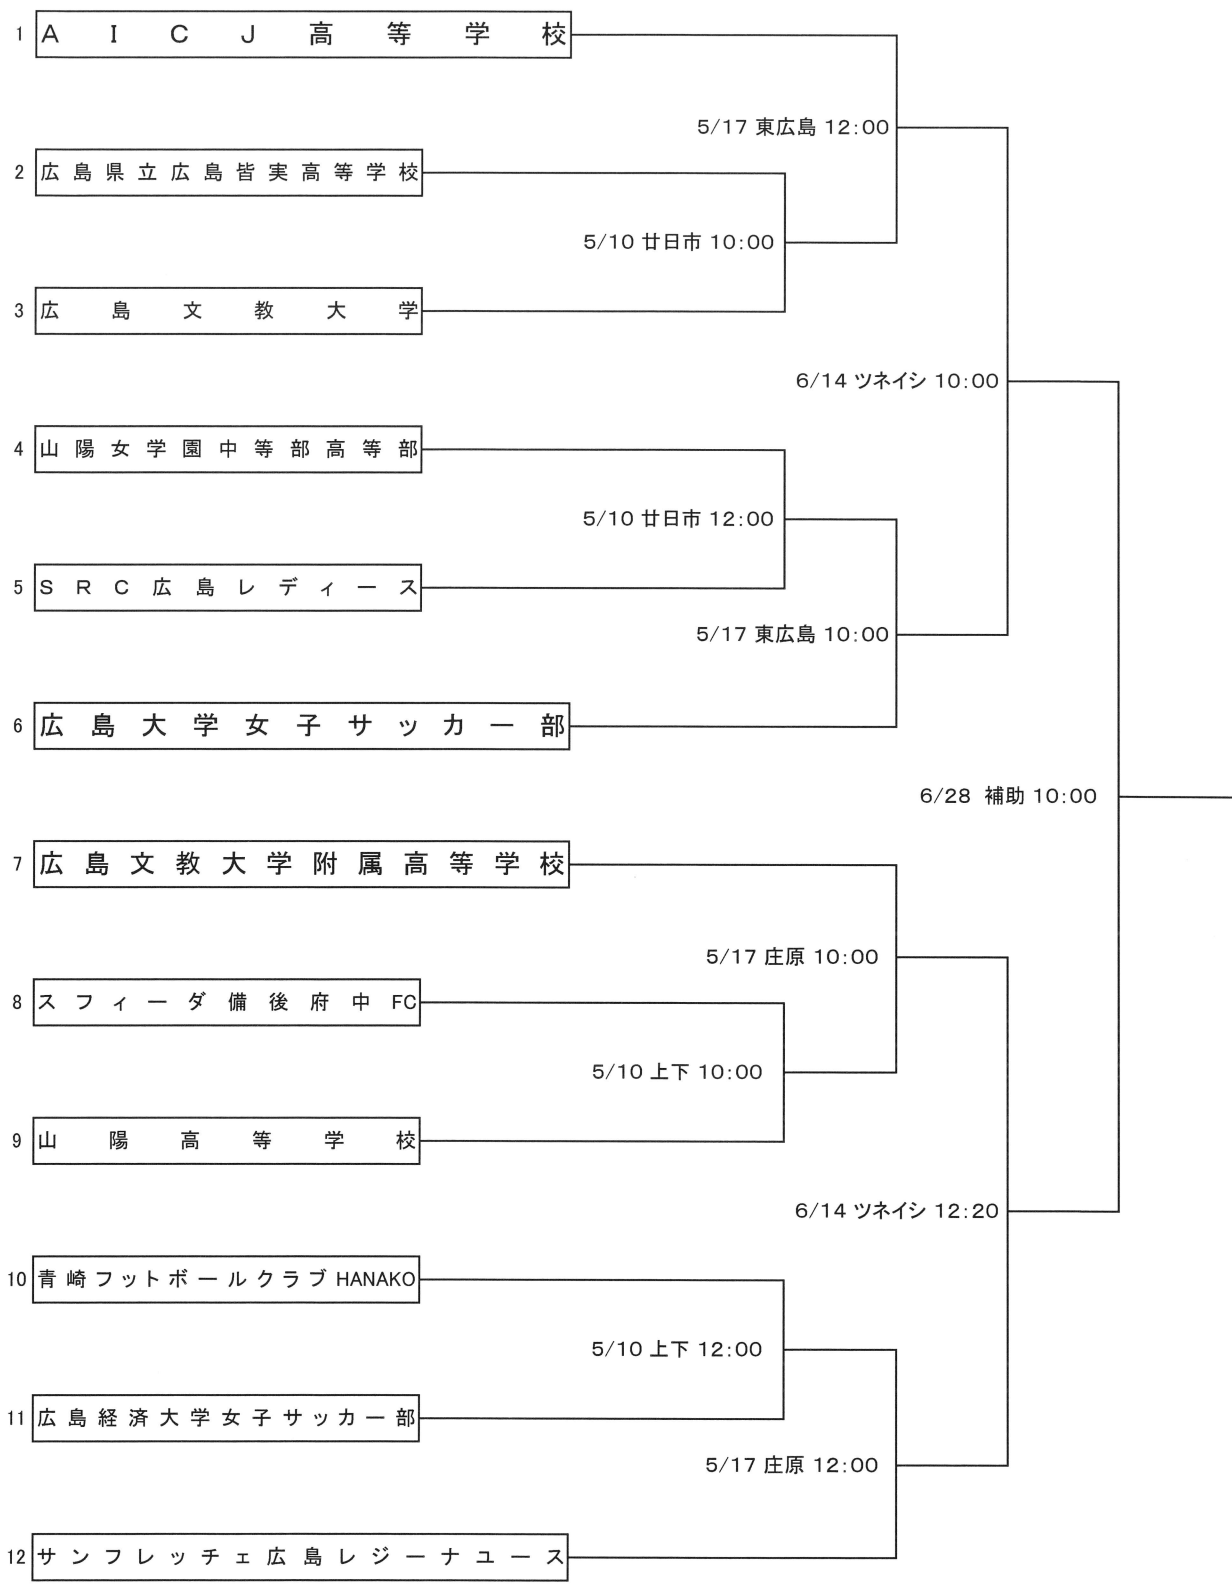 1 AICJ高等学校
5/17 東広島 12:00
2 広島県立広島皆実高等学校
5/10 廿日市 10:00
3 広島文教大学
6/14 ツネイシ 10:00
4 山陽女学園中等部高等部
5/10 廿日市 12:00
5 SRC広島レディース
5/17 東広島 10:00
6 広島大学女子サッカー部
6/28 補助 10:00
7 広島文教大学附属高等学校
5/17 庄原 10:00
8 スフィーダ備後府中FC
5/10 上下 10:00
9 山陽高等学校
6/14 ツネイシ 12:20
10 青崎フットボールクラブHANAKO
5/10 上下 12:00
11 広島経済大学女子サッカー部
5/17 庄原 12:00
12 サンフレッチェ広島レジーナユース